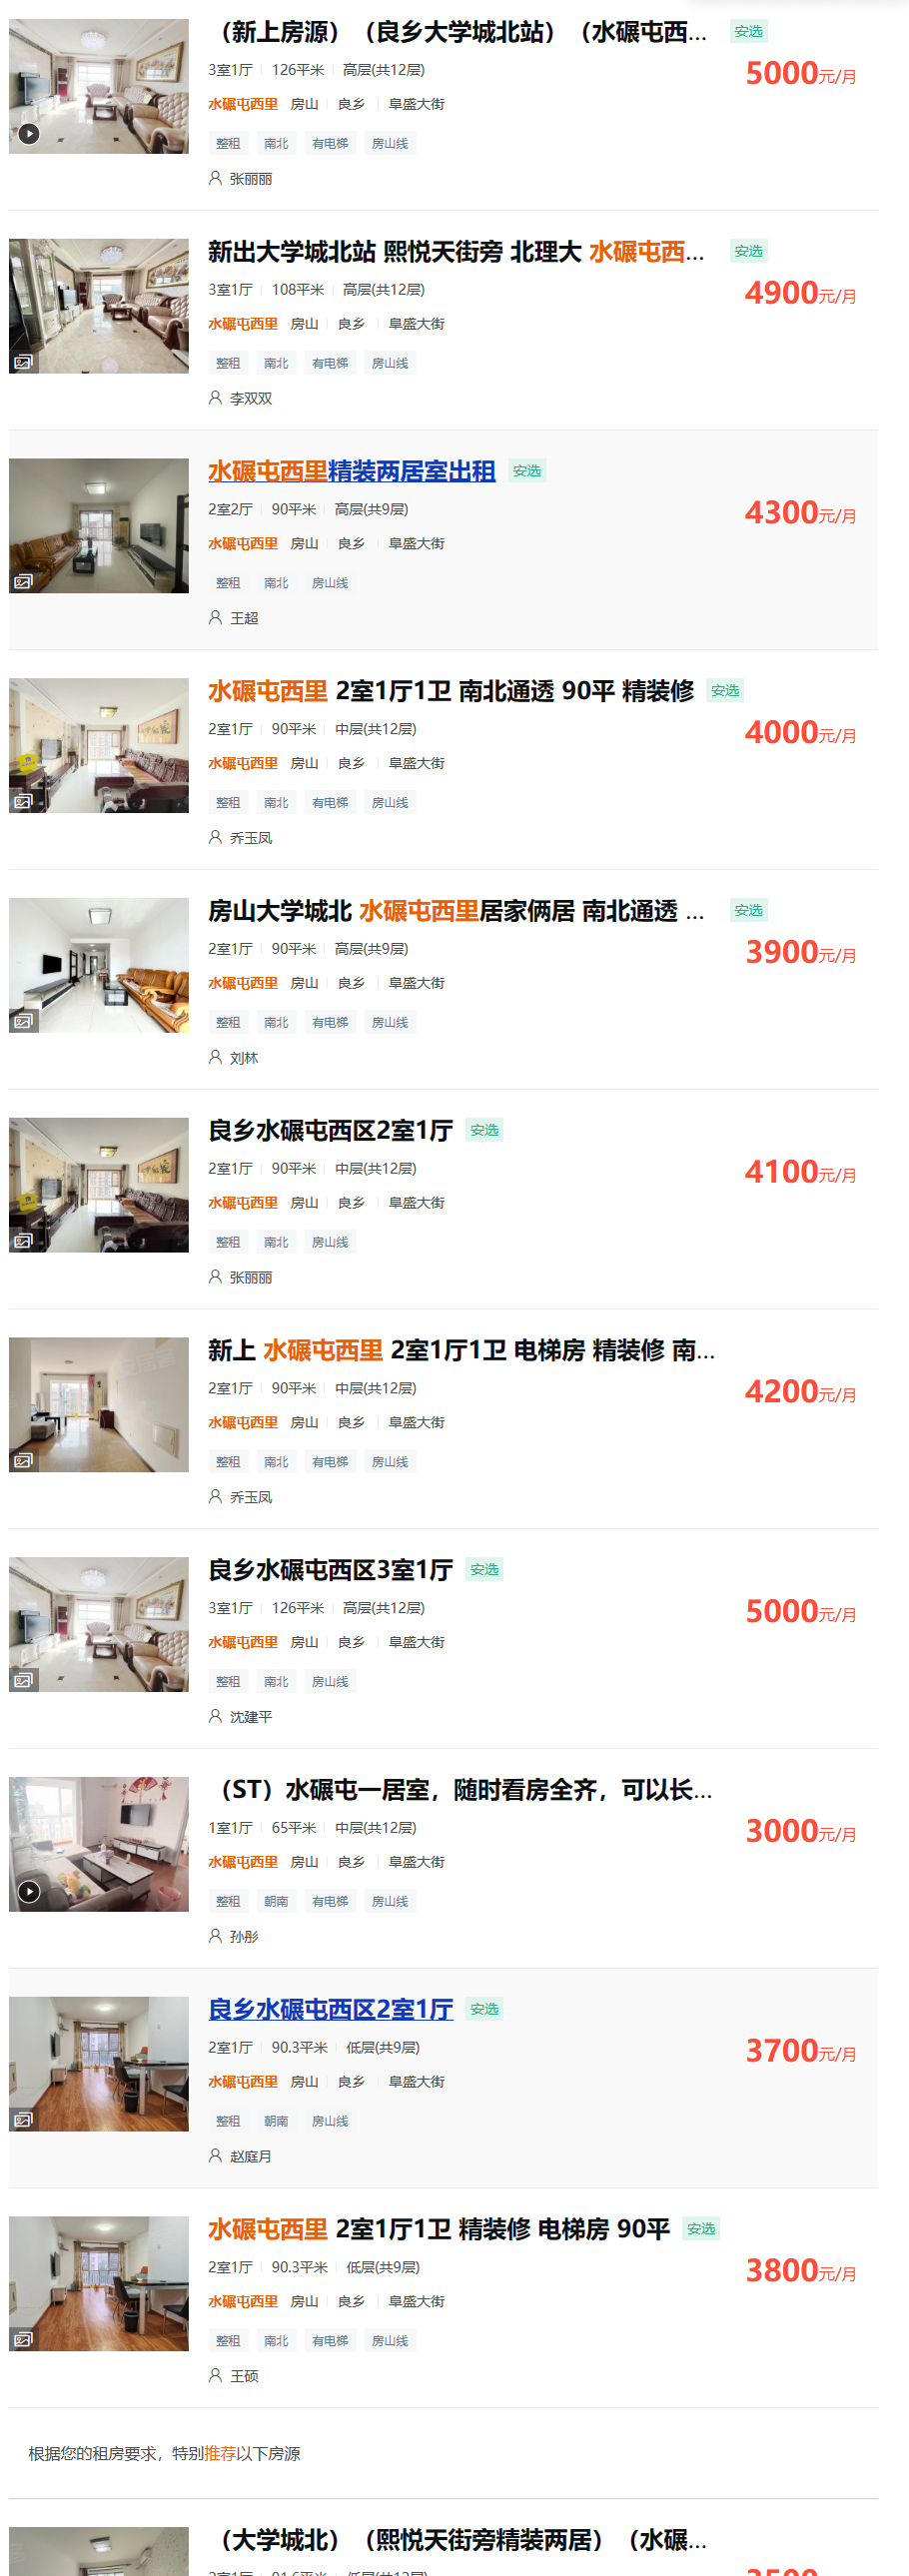 （新上房源）（良乡大学城北站）（水碾屯西... 安选
3室1厅 126平米 高层(共12层)
5000元/月
水碾屯西里 房山 良乡 阜盛大街
整租 南北 有电梯 房山线
张丽丽
新出大学城北站 熙悦天街旁 北理大 水碾屯西... 安选
3室1厅 108平米 高层(共12层)
4900元/月
水碾屯西里 房山 良乡 阜盛大街
整租 南北 有电梯 房山线
李双双
水碾屯西里精装两居室出租 安选
2室2厅 90平米 高层(共9层)
4300元/月
水碾屯西里 房山 良乡 阜盛大街
整租 南北 房山线
王超
水碾屯西里 2室1厅1卫 南北通透 90平 精装修 安选
2室1厅 90平米 中层(共12层)
4000元/月
水碾屯西里 房山 良乡 阜盛大街
整租 南北 有电梯 房山线
乔玉凤
房山大学城北 水碾屯西里居家俩居 南北通透 ... 安选
2室1厅 90平米 高层(共9层)
3900元/月
水碾屯西里 房山 良乡 阜盛大街
整租 南北 有电梯 房山线
刘林
良乡水碾屯西区2室1厅 安选
2室1厅 90平米 中层(共12层)
4100元/月
水碾屯西里 房山 良乡 阜盛大街
整租 南北 房山线
张丽丽
新上 水碾屯西里 2室1厅1卫 电梯房 精装修 南...
2室1厅 90平米 中层(共12层)
4200元/月
水碾屯西里 房山 良乡 阜盛大街
整租 南北 有电梯 房山线
乔玉凤
良乡水碾屯西区3室1厅 安选
3室1厅 126平米 高层(共12层)
5000元/月
水碾屯西里 房山 良乡 阜盛大街
整租 南北 房山线
沈建平
（ST）水碾屯一居室，随时看房全齐，可以长...
1室1厅 65平米 中层(共12层)
3000元/月
水碾屯西里 房山 良乡 阜盛大街
整租 朝南 有电梯 房山线
孙彤
良乡水碾屯西区2室1厅 安选
2室1厅 90.3平米 低层(共9层)
3700元/月
水碾屯西里 房山 良乡 阜盛大街
整租 朝南 房山线
赵庭月
水碾屯西里 2室1厅1卫 精装修 电梯房 90平 安选
2室1厅 90.3平米 低层(共9层)
3800元/月
水碾屯西里 房山 良乡 阜盛大街
整租 南北 有电梯 房山线
王硕
根据您的租房要求，特别推荐以下房源
（大学城北）（熙悦天街旁精装两居）（水碾...